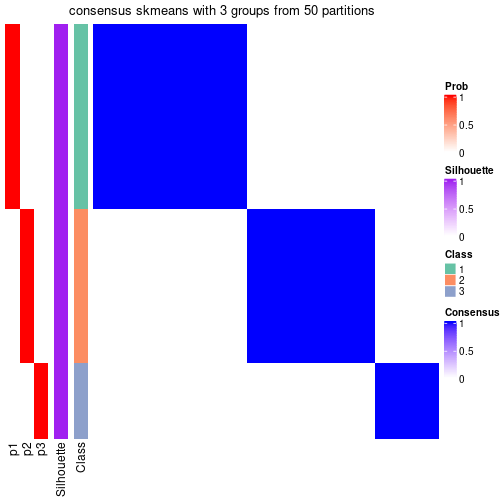 consensus skmeans with 3 groups from 50 partitions
Prob
1
0.5
0
Silhouette
1
0.5
0
Class
1
2
3
Consensus
1
0.5
0
p1
p2
p3
Silhouette
Class